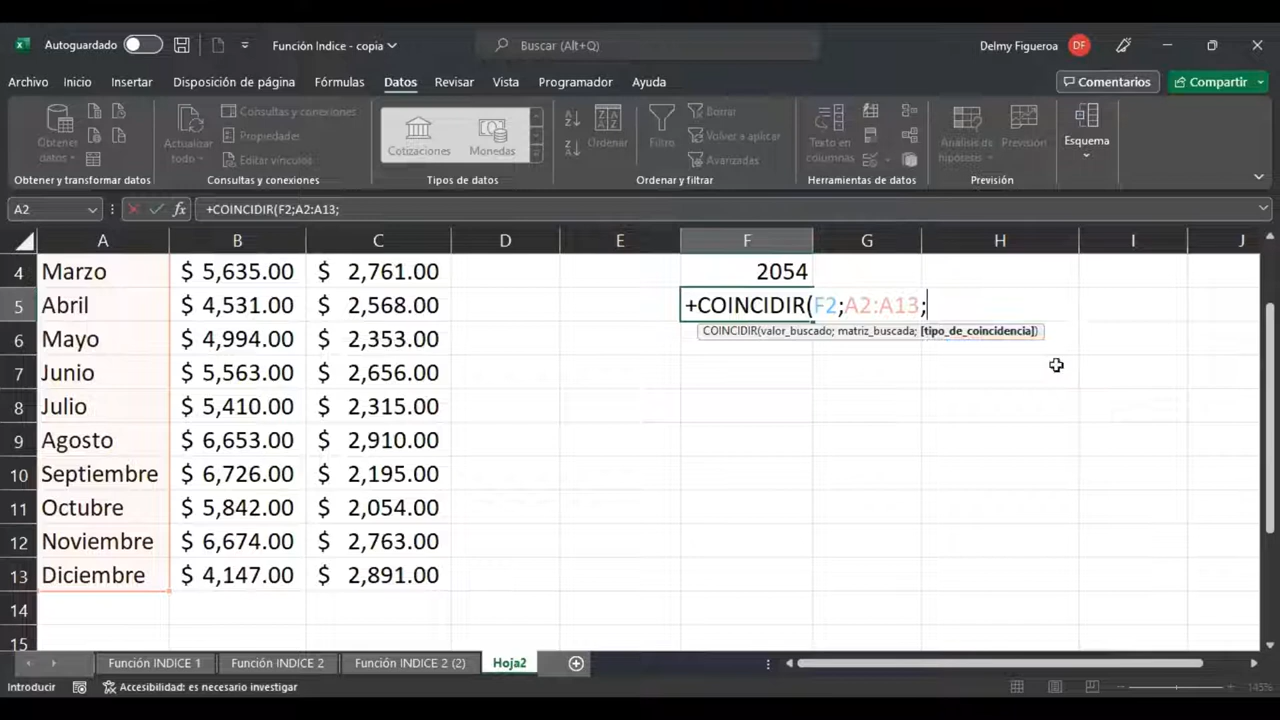 Autoguardado
Función Indice - copia
Buscar (Alt+Q)
Delmy Figueroa DF
Archivo Inicio Insertar Disposición de página Fórmulas Datos Revisar Vista Programador Ayuda
Comentarios Compartir
Obtener datos
Actualizar todo
Consultas y conexiones
Propiedades
Editar vínculos
Cotizaciones Monedas
Ordenar
Filtro
Borrar
Volver a aplicar
Avanzadas
Texto en columnas
Análisis de hipótesis
Previsión
Esquema
Obtener y transformar datos Consultas y conexiones Tipos de datos Ordenar y filtrar Herramientas de datos Previsión
A2 fx +COINCIDIR(F2;A2:A13;
A B C D E F G H I J
4 Marzo $ 5,635.00 $ 2,761.00 2054
5 Abril $ 4,531.00 $ 2,568.00 +COINCIDIR(F2;A2:A13;
COINCIDIR(valor_buscado; matriz_buscada; [tipo_de_coincidencia])
6 Mayo $ 4,994.00 $ 2,353.00
7 Junio $ 5,563.00 $ 2,656.00
8 Julio $ 5,410.00 $ 2,315.00
9 Agosto $ 6,653.00 $ 2,910.00
10 Septiembre $ 6,726.00 $ 2,195.00
11 Octubre $ 5,842.00 $ 2,054.00
12 Noviembre $ 6,674.00 $ 2,763.00
13 Diciembre $ 4,147.00 $ 2,891.00
14
15
Función INDICE 1 Función INDICE 2 Función INDICE 2 (2) Hoja2
Introducir Accesibilidad: es necesario investigar 145%